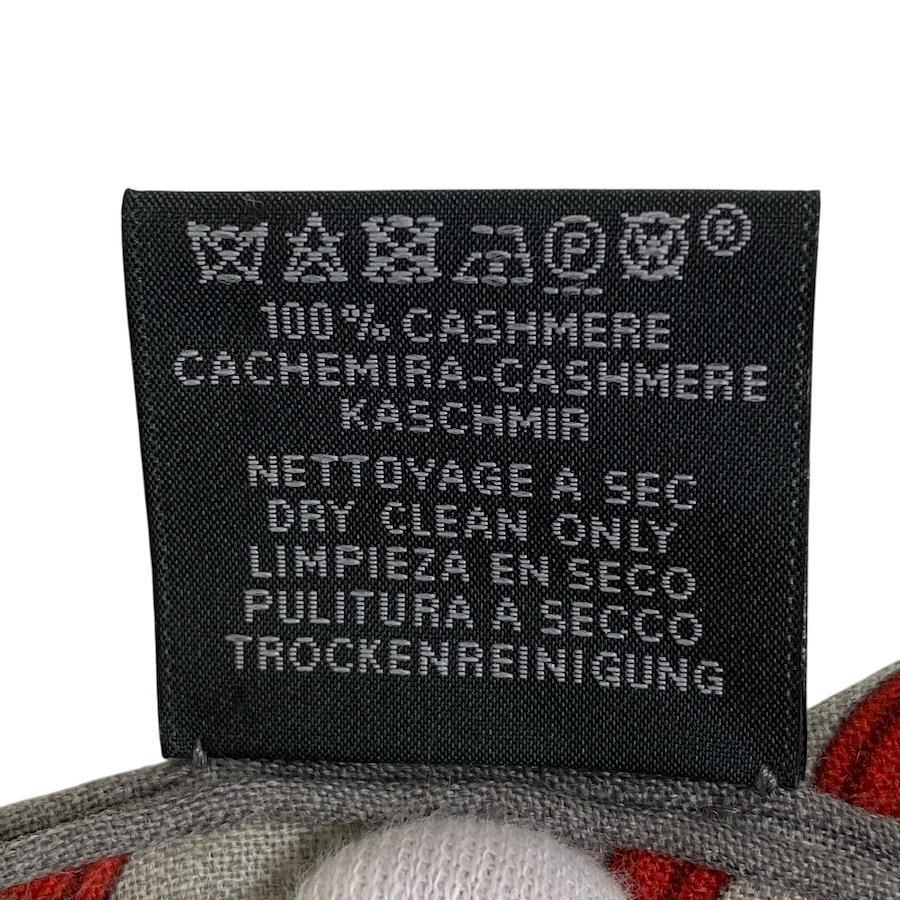 P W ®
100% CASHMERE
CACHEMIRA-CASHMERE
KASCHMIR
NETTOYAGE A SEC
DRY CLEAN ONLY
LIMPIEZA EN SECO
PULITURA A SECCO
TROCKENREINIGUNG